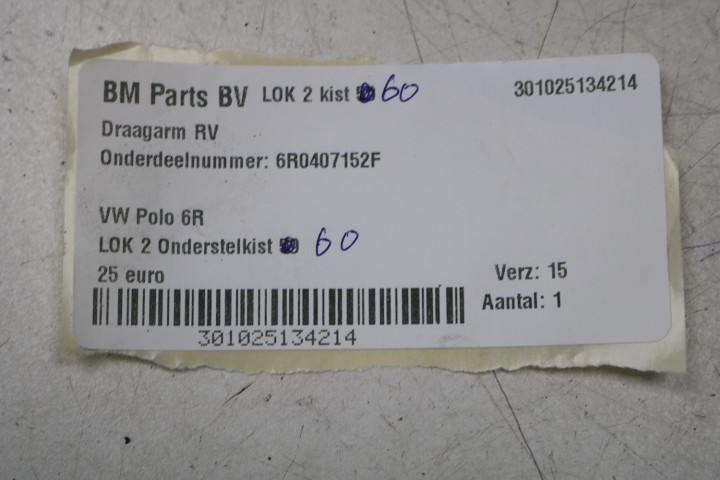 BM Parts BV LOK 2 kist 60 301025134214
Draagarm RV
Onderdeelnummer: 6R0407152F
VW Polo 6R
LOK 2 Onderstelkist 60
25 euro Verz: 15
Aantal: 1
301025134214